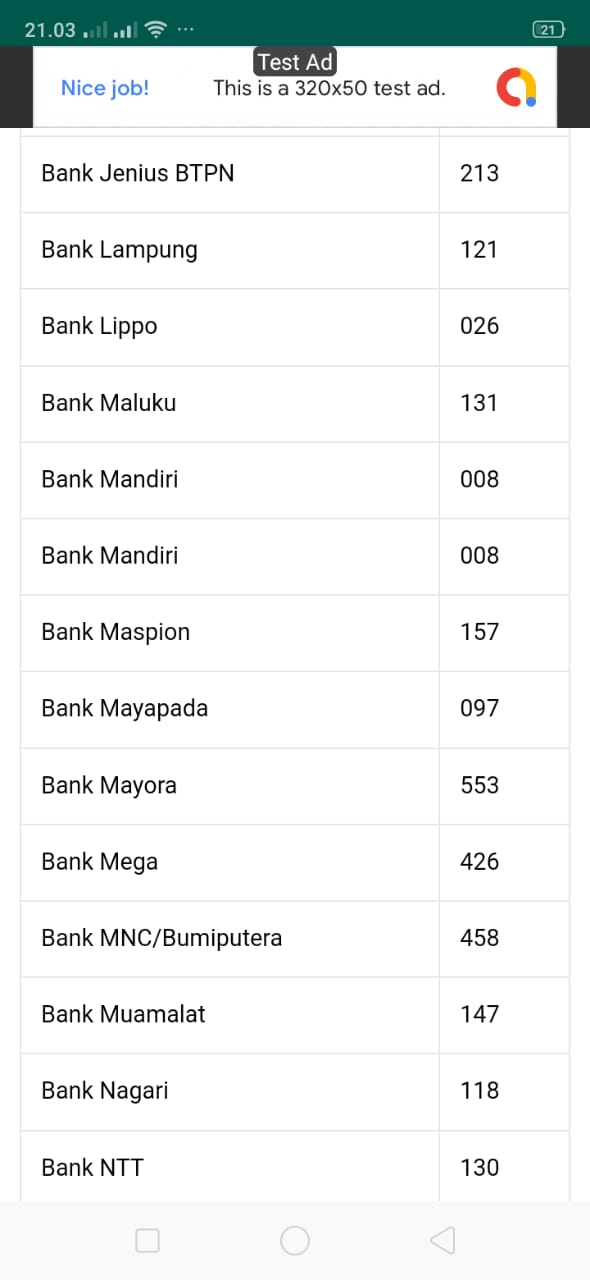 21.03 ... 21
Test Ad
Nice job! This is a 320x50 test ad.
Bank Jenius BTPN 213
Bank Lampung 121
Bank Lippo 026
Bank Maluku 131
Bank Mandiri 008
Bank Mandiri 008
Bank Maspion 157
Bank Mayapada 097
Bank Mayora 553
Bank Mega 426
Bank MNC/Bumiputera 458
Bank Muamalat 147
Bank Nagari 118
Bank NTT 130